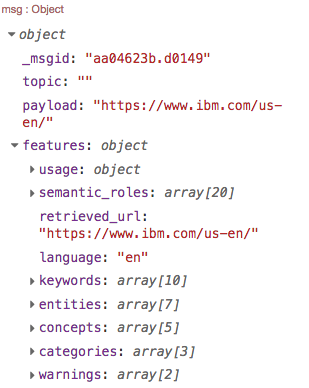 msg : Object
object
_msgid: "aa04623b.d0149"
topic: ""
payload: "https://www.ibm.com/us-
en/"
features: object
usage: object
semantic_roles: array[20]
retrieved_url:
"https://www.ibm.com/us-en/"
language: "en"
keywords: array[10]
entities: array[7]
concepts: array[5]
categories: array[3]
warnings: array[2]